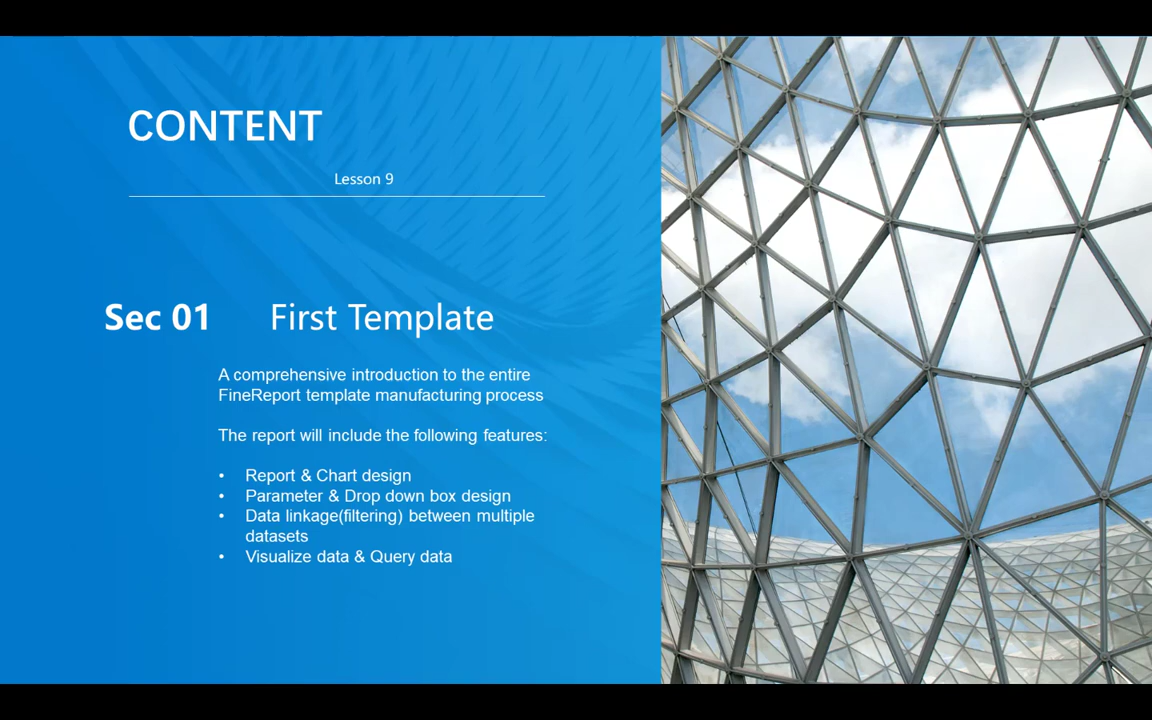 CONTENT
Lesson 9
Sec 01 First Template
A comprehensive introduction to the entire
FineReport template manufacturing process
The report will include the following features:
• Report & Chart design
• Parameter & Drop down box design
• Data linkage(filtering) between multiple
datasets
• Visualize data & Query data